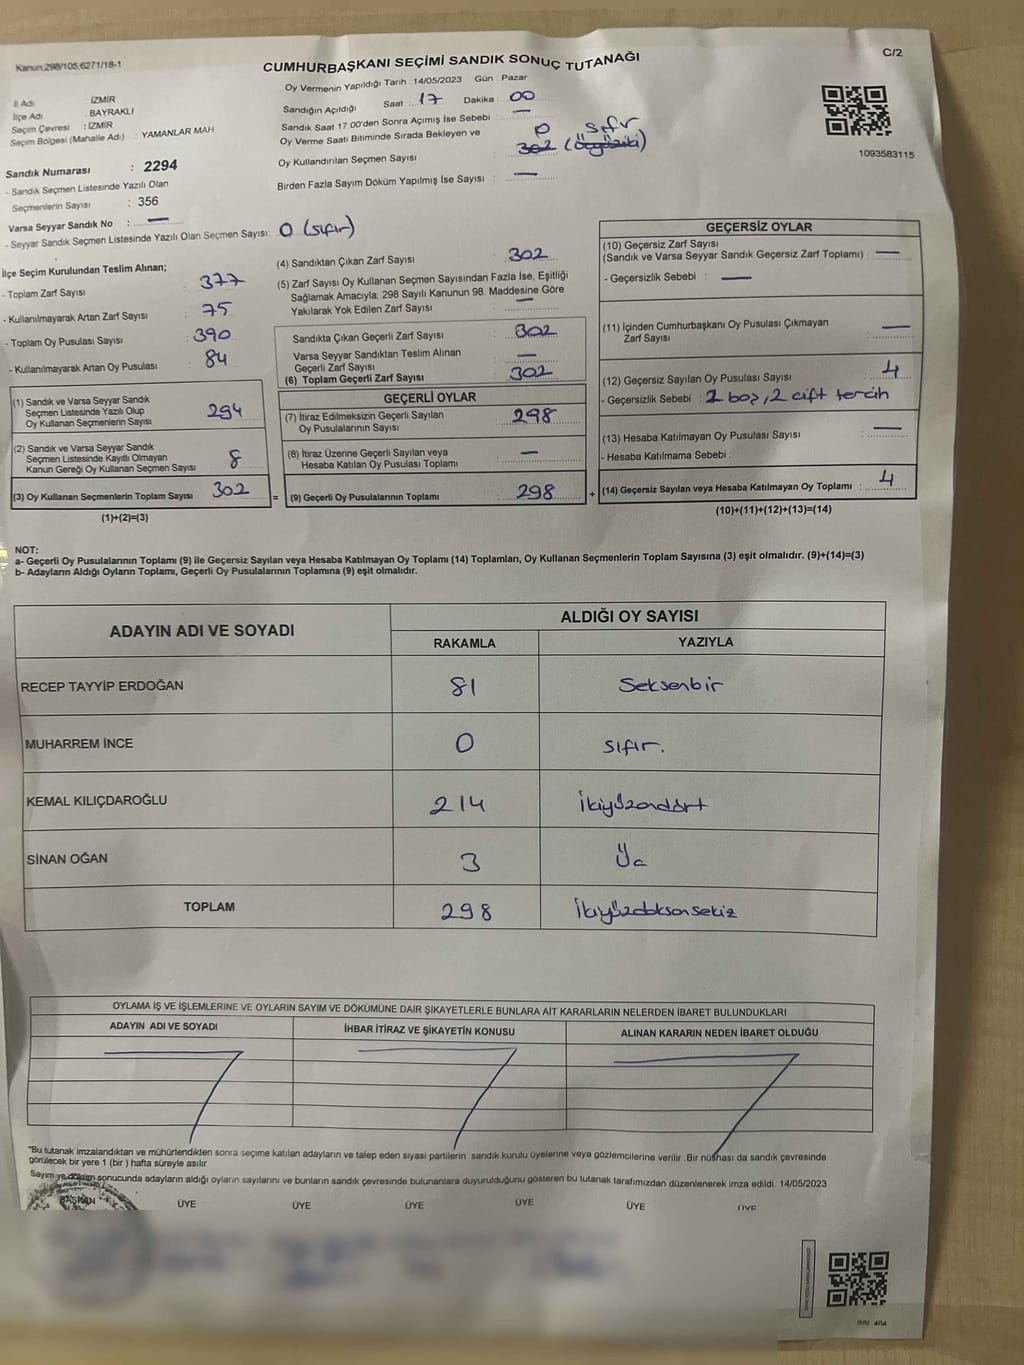 Kanun:298/105,6271/18-1
C/2
CUMHURBAŞKANI SEÇİMİ SANDIK SONUÇ TUTANAĞI
Oy Vermenin Yapıldığı Tarih 14/05/2023 Gün : Pazar
İl Adı : İZMİR
İlçe Adı : BAYRAKLI
Seçim Çevresi : İZMİR
Seçim Bölgesi (Mahalle Adı) : YAMANLAR MAH
Sandığın Açıldığı Saat : 17 Dakika : 00
Sandık Saat 17.00'den Sonra Açımış İse Sebebi : —
Oy Verme Saati Bitiminde Sırada Bekleyen ve 0 sıfır
Oy Kullandırılan Seçmen Sayısı : 302 (üçyüziki)
Birden Fazla Sayım Döküm Yapılmış İse Sayısı : —
1093583115
Sandık Numarası : 2294
- Sandık Seçmen Listesinde Yazılı Olan
Seçmenlerin Sayısı : 356
Varsa Seyyar Sandık No : —
- Seyyar Sandık Seçmen Listesinde Yazılı Olan Seçmen Sayısı: 0 (sıfır)
İlçe Seçim Kurulundan Teslim Alınan;
- Toplam Zarf Sayısı : 377
- Kullanılmayarak Artan Zarf Sayısı : 75
- Toplam Oy Pusulası Sayısı : 390
- Kullanılmayarak Artan Oy Pusulası : 84
(1) Sandık ve Varsa Seyyar Sandık
Seçmen Listesinde Yazılı Olup
Oy Kullanan Seçmenlerin Sayısı : 294
(2) Sandık ve Varsa Seyyar Sandık
Seçmen Listesinde Kayıtlı Olmayan
Kanun Gereği Oy Kullanan Seçmen Sayısı : 8
(3) Oy Kullanan Seçmenlerin Toplam Sayısı : 302
(1)+(2)=(3)
(4) Sandıktan Çıkan Zarf Sayısı : 302
(5) Zarf Sayısı Oy Kullanan Seçmen Sayısından Fazla İse, Eşitliği
Sağlamak Amacıyla; 298 Sayılı Kanunun 98. Maddesine Göre
Yakılarak Yok Edilen Zarf Sayısı : —
Sandıkta Çıkan Geçerli Zarf Sayısı : 302
Varsa Seyyar Sandıktan Teslim Alınan
Geçerli Zarf Sayısı : —
(6) Toplam Geçerli Zarf Sayısı : 302
GEÇERLİ OYLAR
(7) İtiraz Edilmeksizin Geçerli Sayılan
Oy Pusulalarının Sayısı : 298
(8) İtiraz Üzerine Geçerli Sayılan veya
Hesaba Katılan Oy Pusulası Toplamı : —
= (9) Geçerli Oy Pusulalarının Toplamı : 298 +
GEÇERSİZ OYLAR
(10) Geçersiz Zarf Sayısı
(Sandık ve Varsa Seyyar Sandık Geçersiz Zarf Toplamı) : —
- Geçersizlik Sebebi : —
(11) İçinden Cumhurbaşkanı Oy Pusulası Çıkmayan
Zarf Sayısı : —
(12) Geçersiz Sayılan Oy Pusulası Sayısı : 4
- Geçersizlik Sebebi : 2 boş, 2 çift tercih
(13) Hesaba Katılmayan Oy Pusulası Sayısı : —
- Hesaba Katılmama Sebebi :
(14) Geçersiz Sayılan veya Hesaba Katılmayan Oy Toplamı : 4
(10)+(11)+(12)+(13)=(14)
NOT:
a- Geçerli Oy Pusulalarının Toplamı (9) ile Geçersiz Sayılan veya Hesaba Katılmayan Oy Toplamı (14) Toplamları, Oy Kullanan Seçmenlerin Toplam Sayısına (3) eşit olmalıdır. (9)+(14)=(3)
b- Adayların Aldığı Oyların Toplamı, Geçerli Oy Pusulalarının Toplamına (9) eşit olmalıdır.
ADAYIN ADI VE SOYADI ALDIĞI OY SAYISI
RAKAMLA YAZIYLA
RECEP TAYYİP ERDOĞAN 81 Seksenbir
MUHARREM İNCE 0 sıfır.
KEMAL KILIÇDAROĞLU 214 İkiyüzondört
SİNAN OĞAN 3 Üç
TOPLAM 298 İkiyüzdoksansekiz
OYLAMA İŞ VE İŞLEMLERİNE VE OYLARIN SAYIM VE DÖKÜMÜNE DAİR ŞİKAYETLERLE BUNLARA AİT KARARLARIN NELERDEN İBARET BULUNDUKLARI
ADAYIN ADI VE SOYADI İHBAR İTİRAZ VE ŞİKAYETİN KONUSU ALINAN KARARIN NEDEN İBARET OLDUĞU
"Bu tutanak imzalandıktan ve mühürlendikten sonra seçime katılan adayların ve talep eden siyasi partilerin sandık kurulu üyelerine veya gözlemcilerine verilir. Bir nüshası da sandık çevresinde
görülecek bir yere 1 (bir ) hafta süreyle asılır.
Sayım ve döküm sonucunda adayların aldığı oyların sayılarını ve bunların sandık çevresinde bulunanlara duyurulduğunu gösteren bu tutanak tarafımızdan düzenlenerek imza edildi. 14/05/2023
BAŞKAN ÜYE ÜYE ÜYE ÜYE ÜYE ÜYE